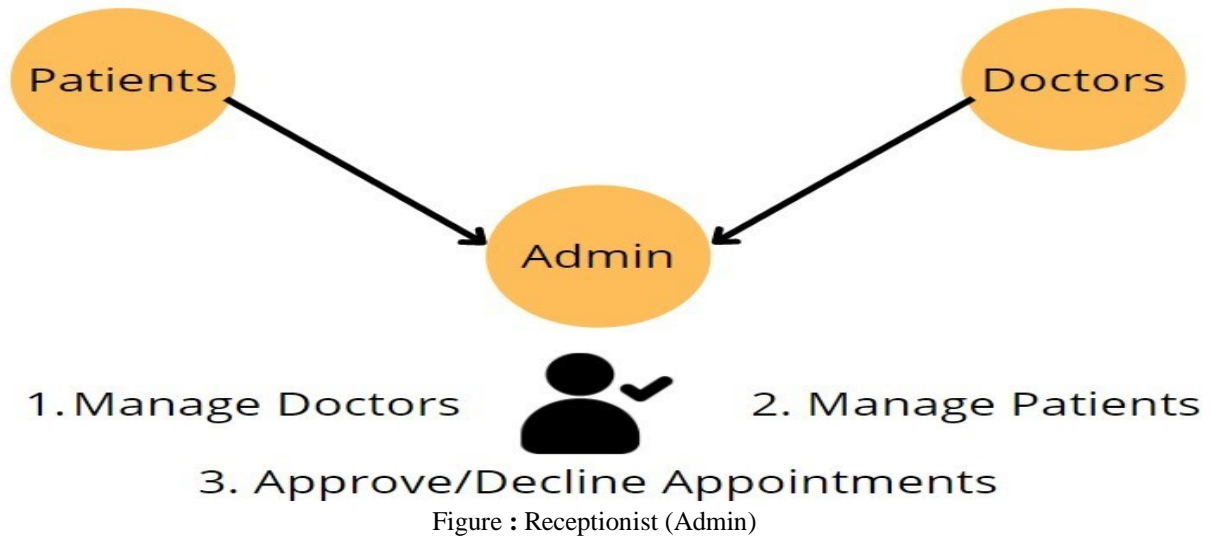 Patients
Doctors
Admin
1. Manage Doctors
2. Manage Patients
3. Approve/Decline Appointments
Figure : Receptionist (Admin)